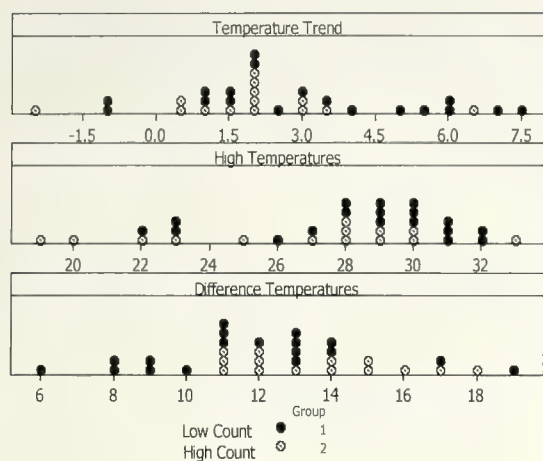 Temperature Trend
-1.5 0.0 1.5 3.0 4.5 6.0 7.5
High Temperatures
20 22 24 26 28 30 32
Difference Temperatures
6 8 10 12 14 16 18
Group
Low Count 1
High Count 2